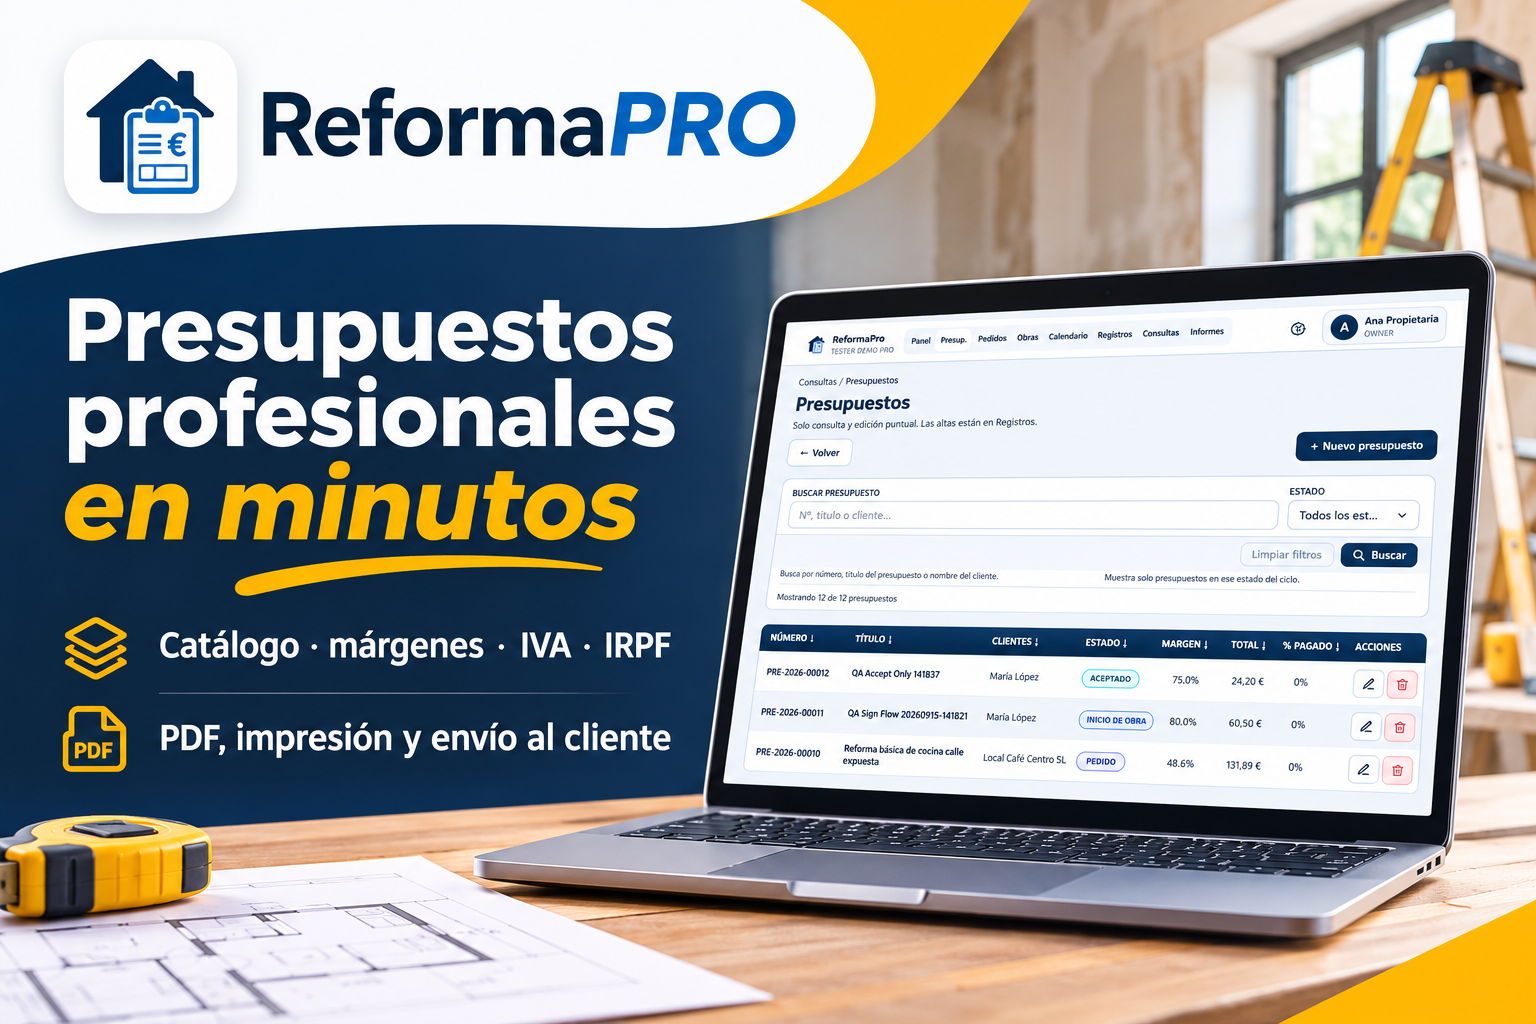 ReformaPRO
Presupuestos
profesionales
en minutos
Catálogo · márgenes · IVA · IRPF
PDF
PDF, impresión y envío al cliente
ReformaPro
TESTER DEMO PRO
Panel Presup. Pedidos Obras Calendario Registros Consultas Informes
A
Ana Propietaria
OWNER
Consultas / Presupuestos
Presupuestos
Solo consulta y edición puntual. Las altas están en Registros.
← Volver
+ Nuevo presupuesto
BUSCAR PRESUPUESTO
Nº, titulo o cliente...
ESTADO
Todos los est...
Limpiar filtros
Buscar
Busca por número, título del presupuesto o nombre del cliente.
Muestra solo presupuestos en ese estado del ciclo.
Mostrando 12 de 12 presupuestos
NÚMERO ↓ TÍTULO ↓ CLIENTES ↓ ESTADO ↓ MARGEN ↓ TOTAL ↓ % PAGADO ↓ ACCIONES
PRE-2026-00012 QA Accept Only 141837 María López ACEPTADO 75.0% 24,20 € 0%
PRE-2026-00011 QA Sign Flow 20260915-141821 María López INICIO DE OBRA 80.0% 60,50 € 0%
PRE-2026-00010 Reforma básica de cocina calle expuesta Local Café Centro SL PEDIDO 48.6% 131,89 € 0%
€